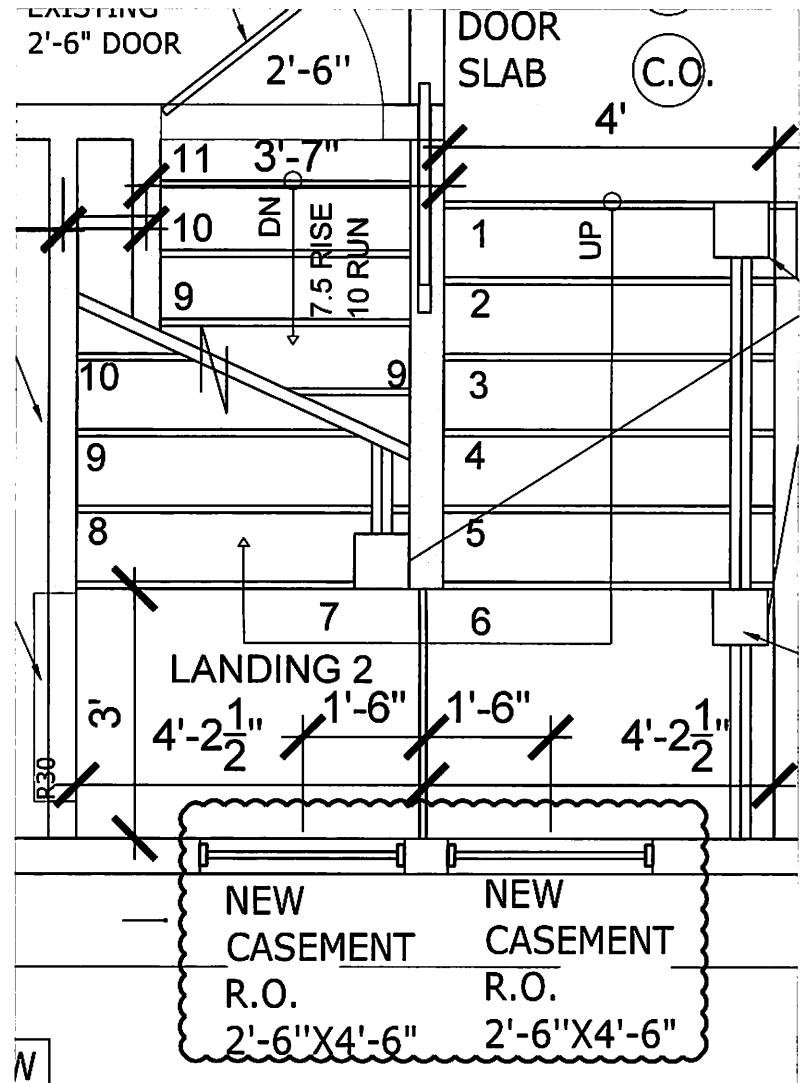 EXISTING
2'-6" DOOR
2'-6"
DOOR
SLAB
C.O.
4'
11
3'-7"
10
DN
7.5 RISE
10 RUN
9
UP
1
2
3
4
5
10
9
9
8
7
6
LANDING 2
3'
4'-2 1/2"
1'-6"
1'-6"
4'-2 1/2"
R30
NEW
CASEMENT
R.O.
2'-6"X4'-6"
NEW
CASEMENT
R.O.
2'-6"X4'-6"
W